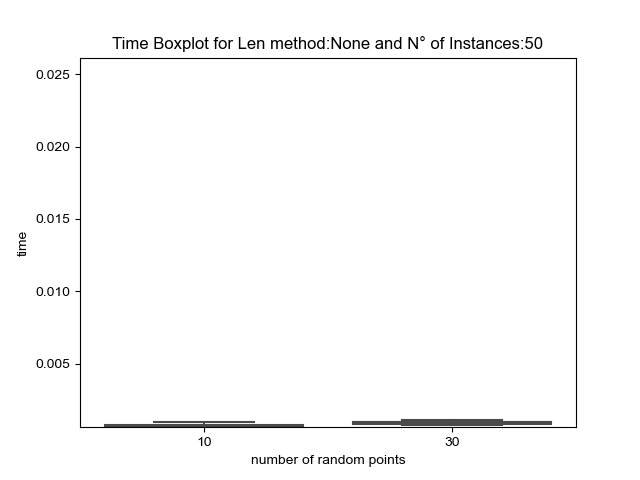 Time Boxplot for Len method:None and N° of Instances:50
0.025
0.020
0.015
0.010
0.005
time
10 30
number of random points